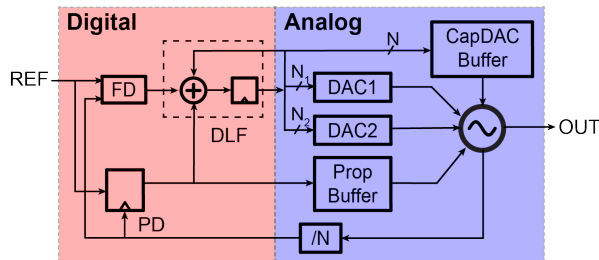 Digital
Analog
REF
FD
DLF
PD
N
N1
N2
CapDAC
Buffer
DAC1
DAC2
Prop
Buffer
OUT
/N